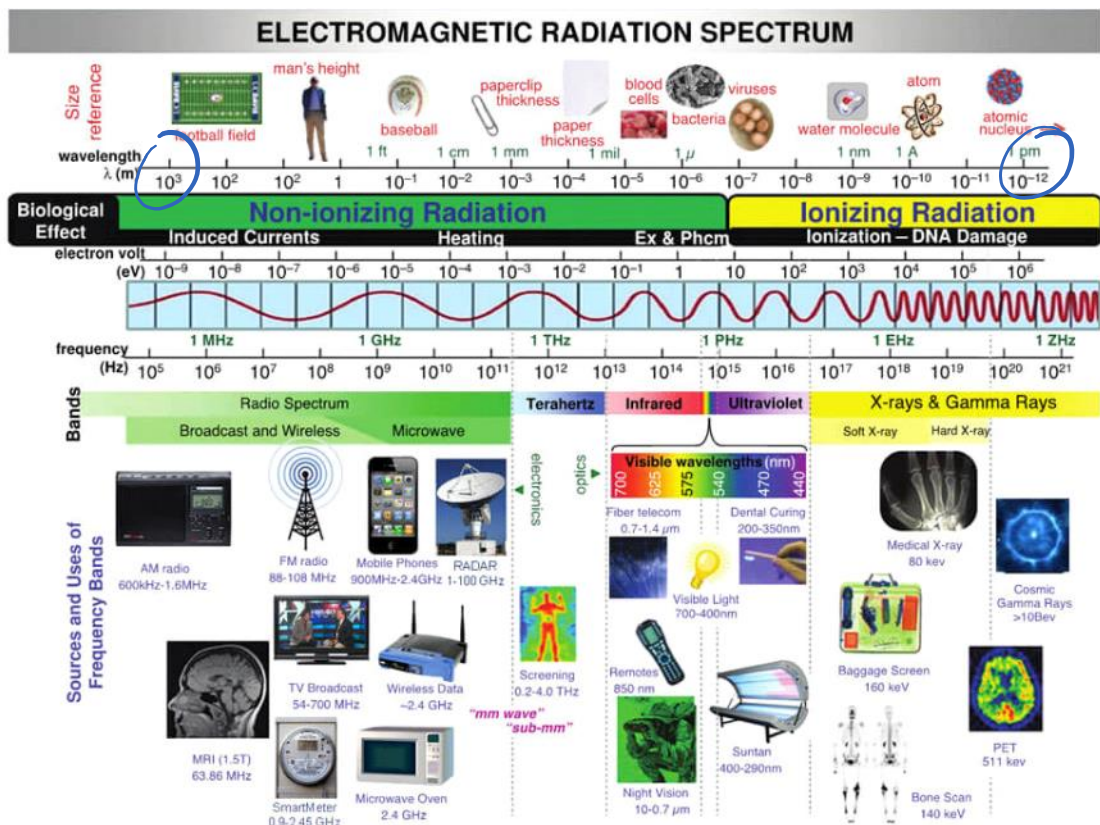 ELECTROMAGNETIC RADIATION SPECTRUM
Size
reference
football field
man's height
baseball
paperclip
thickness
paper
thickness
blood
cells
bacteria
viruses
water molecule
atom
atomic
nucleus
wavelength
λ (m)
1 ft 1 cm 1 mm 1 mil 1 µ 1 nm 1 A 1 pm
10³ 10² 10² 1 10⁻¹ 10⁻² 10⁻³ 10⁻⁴ 10⁻⁵ 10⁻⁶ 10⁻⁷ 10⁻⁸ 10⁻⁹ 10⁻¹⁰ 10⁻¹¹ 10⁻¹²
Biological
Effect
Non-ionizing Radiation Ionizing Radiation
Induced Currents Heating Ex & Phcm Ionization – DNA Damage
electron volt
(eV) 10⁻⁹ 10⁻⁸ 10⁻⁷ 10⁻⁶ 10⁻⁵ 10⁻⁴ 10⁻³ 10⁻² 10⁻¹ 1 10 10² 10³ 10⁴ 10⁵ 10⁶
1 MHz 1 GHz 1 THz 1 PHz 1 EHz 1 ZHz
frequency
(Hz) 10⁵ 10⁶ 10⁷ 10⁸ 10⁹ 10¹⁰ 10¹¹ 10¹² 10¹³ 10¹⁴ 10¹⁵ 10¹⁶ 10¹⁷ 10¹⁸ 10¹⁹ 10²⁰ 10²¹
Bands
Radio Spectrum Terahertz Infrared Ultraviolet X-rays & Gamma Rays
Broadcast and Wireless Microwave Soft X-ray Hard X-ray
electronics
optics
Visible wavelengths (nm)
700 625 575 540 470 440
Sources and Uses of
Frequency Bands
AM radio
600kHz-1.6MHz
FM radio
88-108 MHz
Mobile Phones
900MHz-2.4GHz
RADAR
1-100 GHz
Fiber telecom
0.7-1.4 µm
Dental Curing
200-350nm
Visible Light
700-400nm
Medical X-ray
80 kev
Cosmic
Gamma Rays
>10Bev
MRI (1.5T)
63.86 MHz
TV Broadcast
54-700 MHz
Wireless Data
~2.4 GHz
Screening
0.2-4.0 THz
"mm wave"
"sub-mm"
Remotes
850 nm
Baggage Screen
160 keV
PET
511 kev
SmartMeter
0.9-2.45 GHz
Microwave Oven
2.4 GHz
Night Vision
10-0.7 µm
Suntan
400-290nm
Bone Scan
140 keV